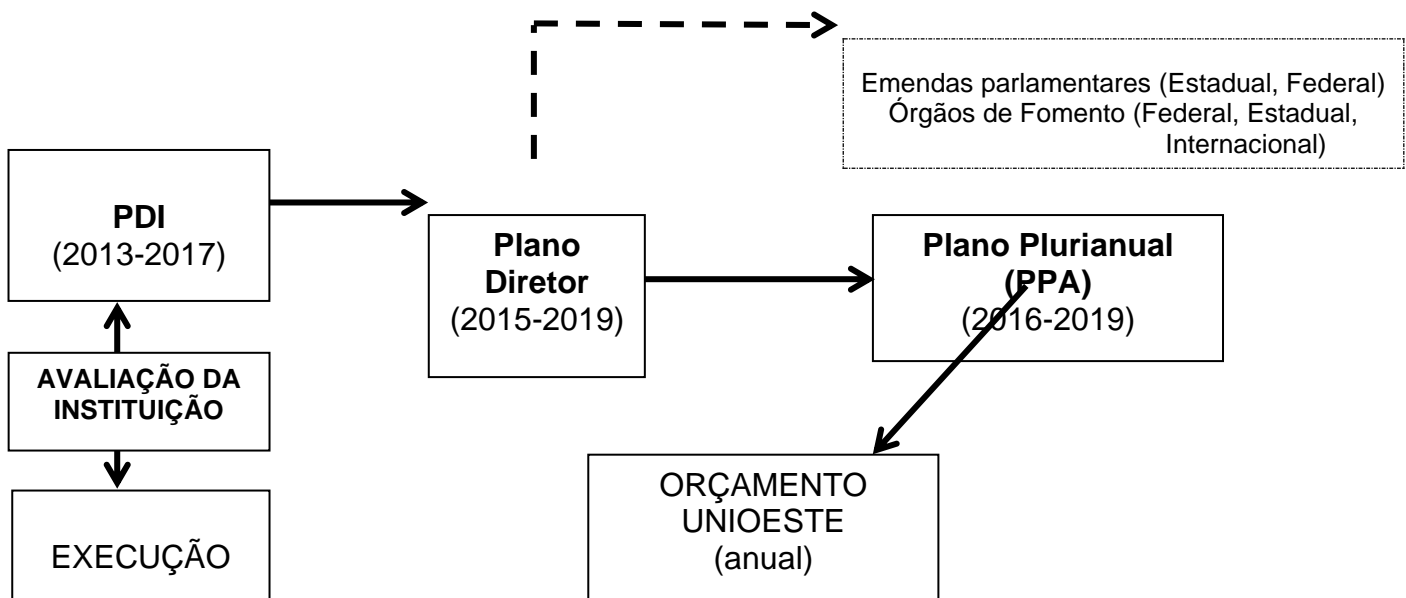 Emendas parlamentares (Estadual, Federal)
Órgãos de Fomento (Federal, Estadual,
Internacional)
PDI
(2013-2017)
Plano
Diretor
(2015-2019)
Plano Plurianual
(PPA)
(2016-2019)
AVALIAÇÃO DA
INSTITUIÇÃO
EXECUÇÃO
ORÇAMENTO
UNIOESTE
(anual)